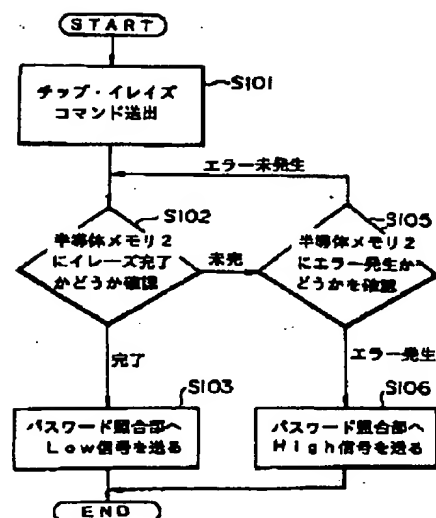 START
チップ・イレイズ
コマンド送出
S101
エラー未発生
S102
半導体メモリ2
にイレーズ完了
かどうか確認
未完
S105
半導体メモリ2
にエラー発生か
どうかを確認
完了
エラー発生
S103
パスワード照合部へ
Low信号を送る
S106
パスワード照合部へ
High信号を送る
END